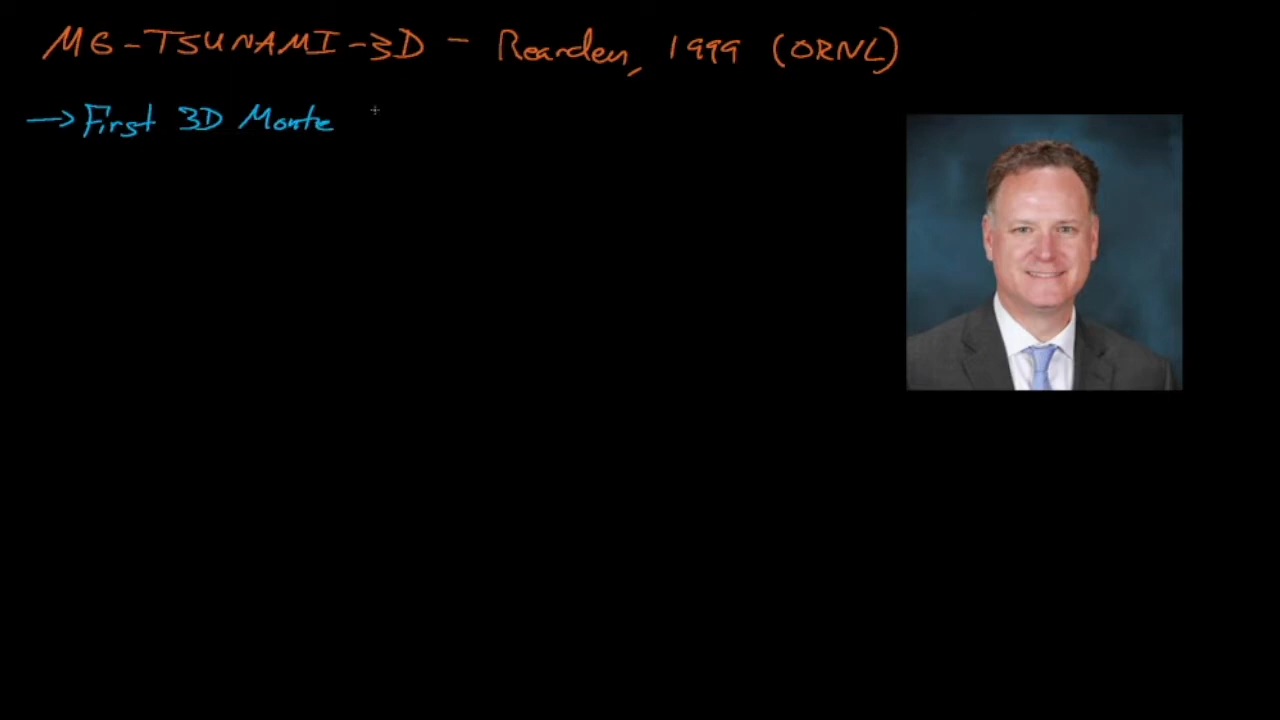 MG-TSUNAMI-3D - Rearden, 1999 (ORNL)
→ First 3D Monte